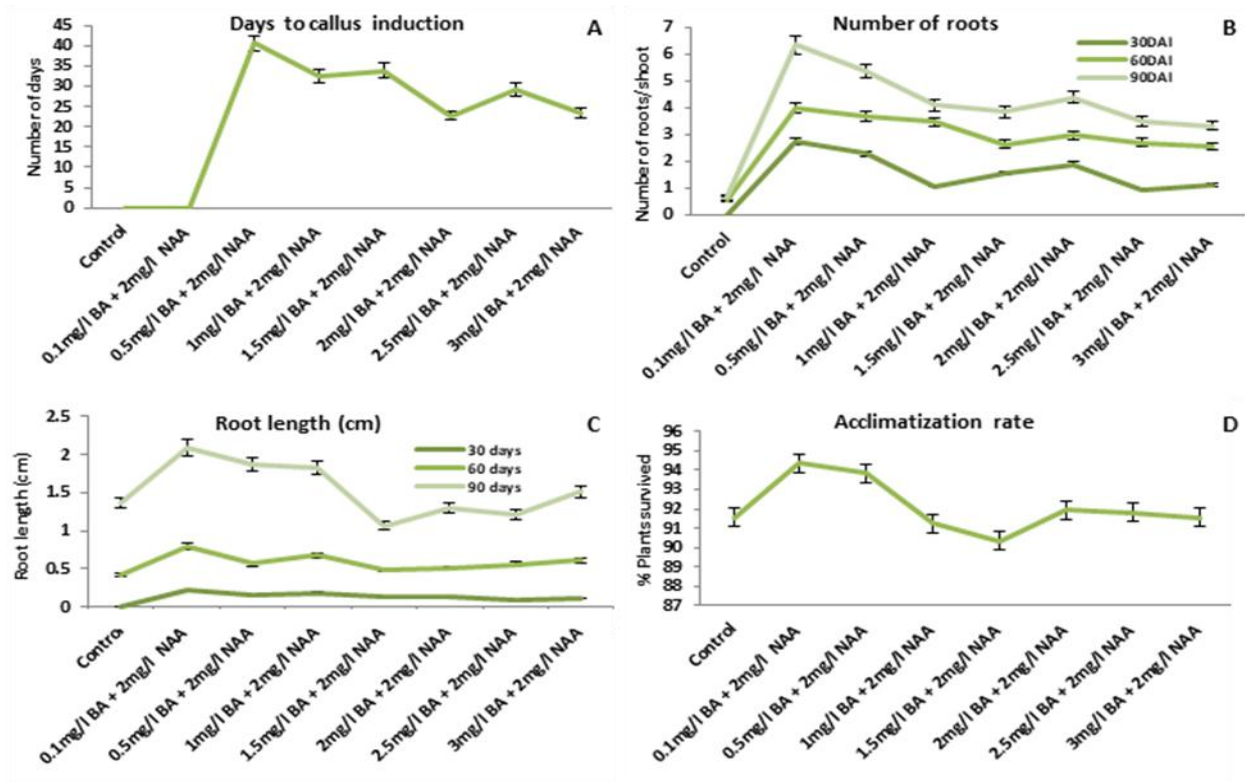 Days to callus induction
A
Number of days
45
40
35
30
25
20
15
10
5
0
Control
0.1mg/l BA + 2mg/l NAA
0.5mg/l BA + 2mg/l NAA
1mg/l BA + 2mg/l NAA
1.5mg/l BA + 2mg/l NAA
2mg/l BA + 2mg/l NAA
2.5mg/l BA + 2mg/l NAA
3mg/l BA + 2mg/l NAA
Number of roots
B
Number of roots/shoot
7
6
5
4
3
2
1
0
30DAI
60DAI
90DAI
Control
0.1mg/l BA + 2mg/l NAA
0.5mg/l BA + 2mg/l NAA
1mg/l BA + 2mg/l NAA
1.5mg/l BA + 2mg/l NAA
2mg/l BA + 2mg/l NAA
2.5mg/l BA + 2mg/l NAA
3mg/l BA + 2mg/l NAA
Root length (cm)
C
Root length (cm)
2.5
2
1.5
1
0.5
0
30 days
60 days
90 days
Control
0.1mg/l BA + 2mg/l NAA
0.5mg/l BA + 2mg/l NAA
1mg/l BA + 2mg/l NAA
1.5mg/l BA + 2mg/l NAA
2mg/l BA + 2mg/l NAA
2.5mg/l BA + 2mg/l NAA
3mg/l BA + 2mg/l NAA
Acclimatization rate
D
% Plants survived
96
95
94
93
92
91
90
89
88
87
Control
0.1mg/l BA + 2mg/l NAA
0.5mg/l BA + 2mg/l NAA
1mg/l BA + 2mg/l NAA
1.5mg/l BA + 2mg/l NAA
2mg/l BA + 2mg/l NAA
2.5mg/l BA + 2mg/l NAA
3mg/l BA + 2mg/l NAA